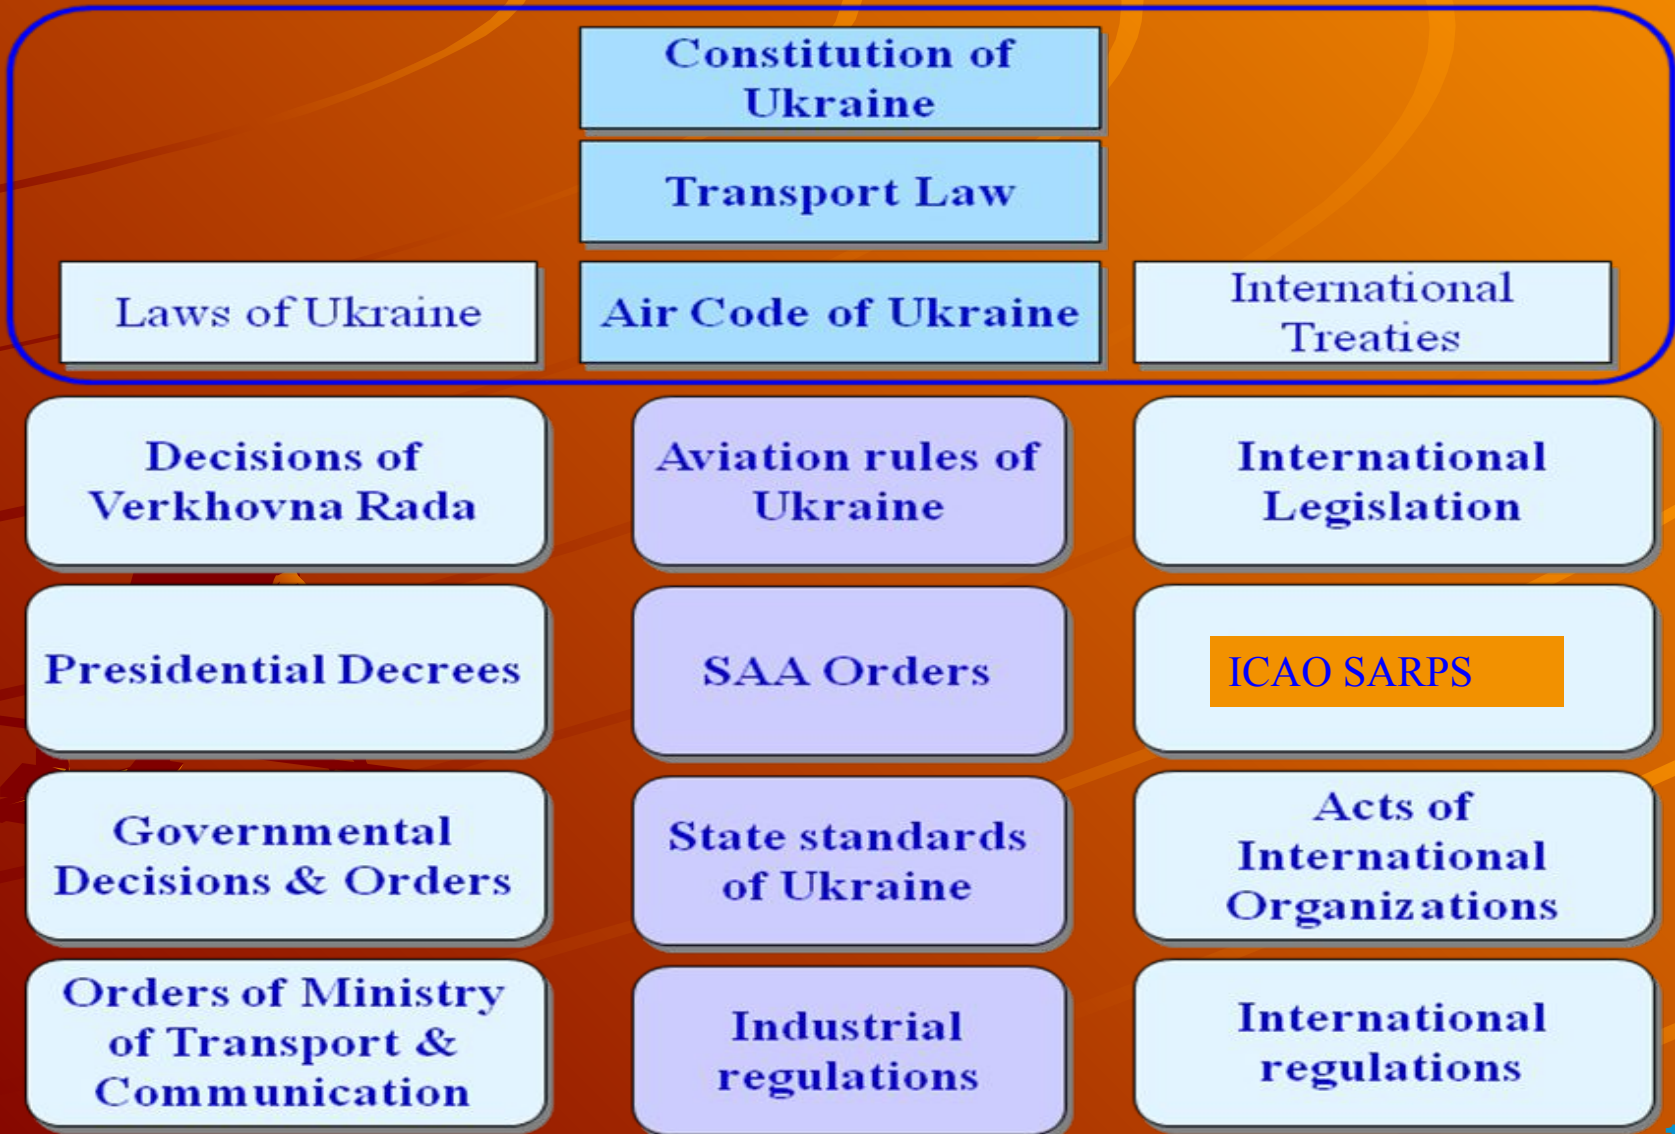 Constitution of
Ukraine
Transport Law
Laws of Ukraine
Air Code of Ukraine
International
Treaties
Decisions of
Verkhovna Rada
Aviation rules of
Ukraine
International
Legislation
Presidential Decrees
SAA Orders
ICAO SARPS
Governmental
Decisions & Orders
State standards
of Ukraine
Acts of
International
Organizations
Orders of Ministry
of Transport &
Communication
Industrial
regulations
International
regulations